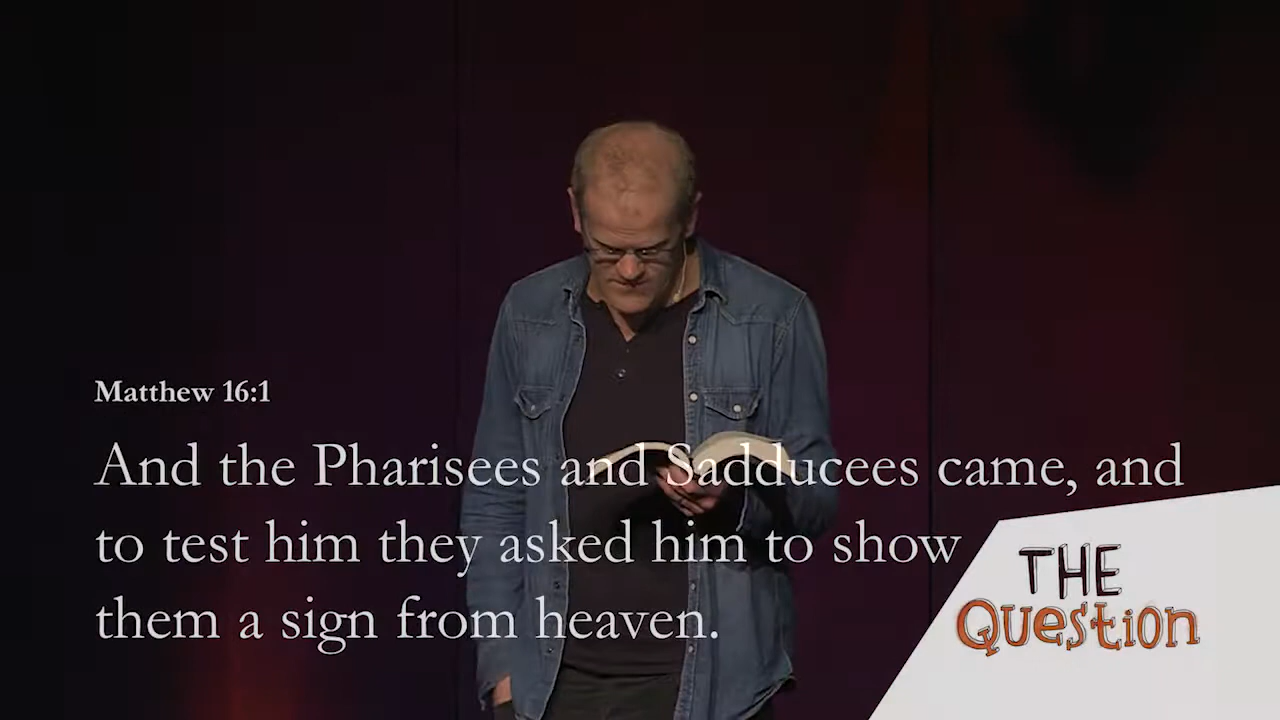 Matthew 16:1
And the Pharisees and Sadducees came, and
to test him they asked him to show
them a sign from heaven.
THE
Question